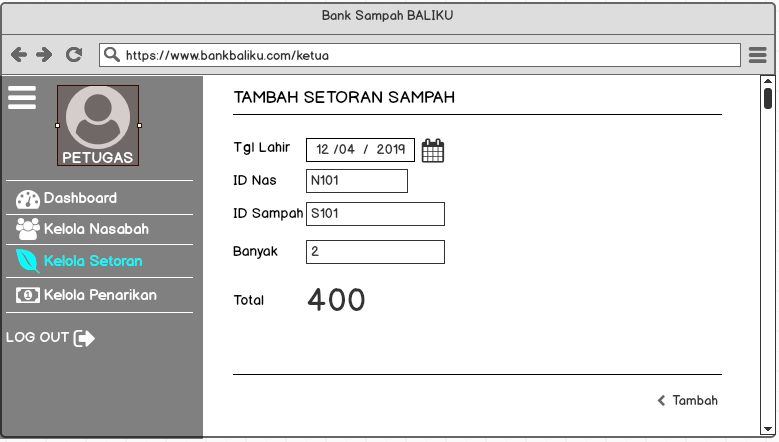 Bank Sampah BALIKU
https://www.bankbaliku.com/ketua
PETUGAS
Dashboard
Kelola Nasabah
Kelola Setoran
Kelola Penarikan
LOG OUT
TAMBAH SETORAN SAMPAH
Tgl Lahir 12 /04 / 2019
ID Nas N101
ID Sampah S101
Banyak 2
Total 400
Tambah